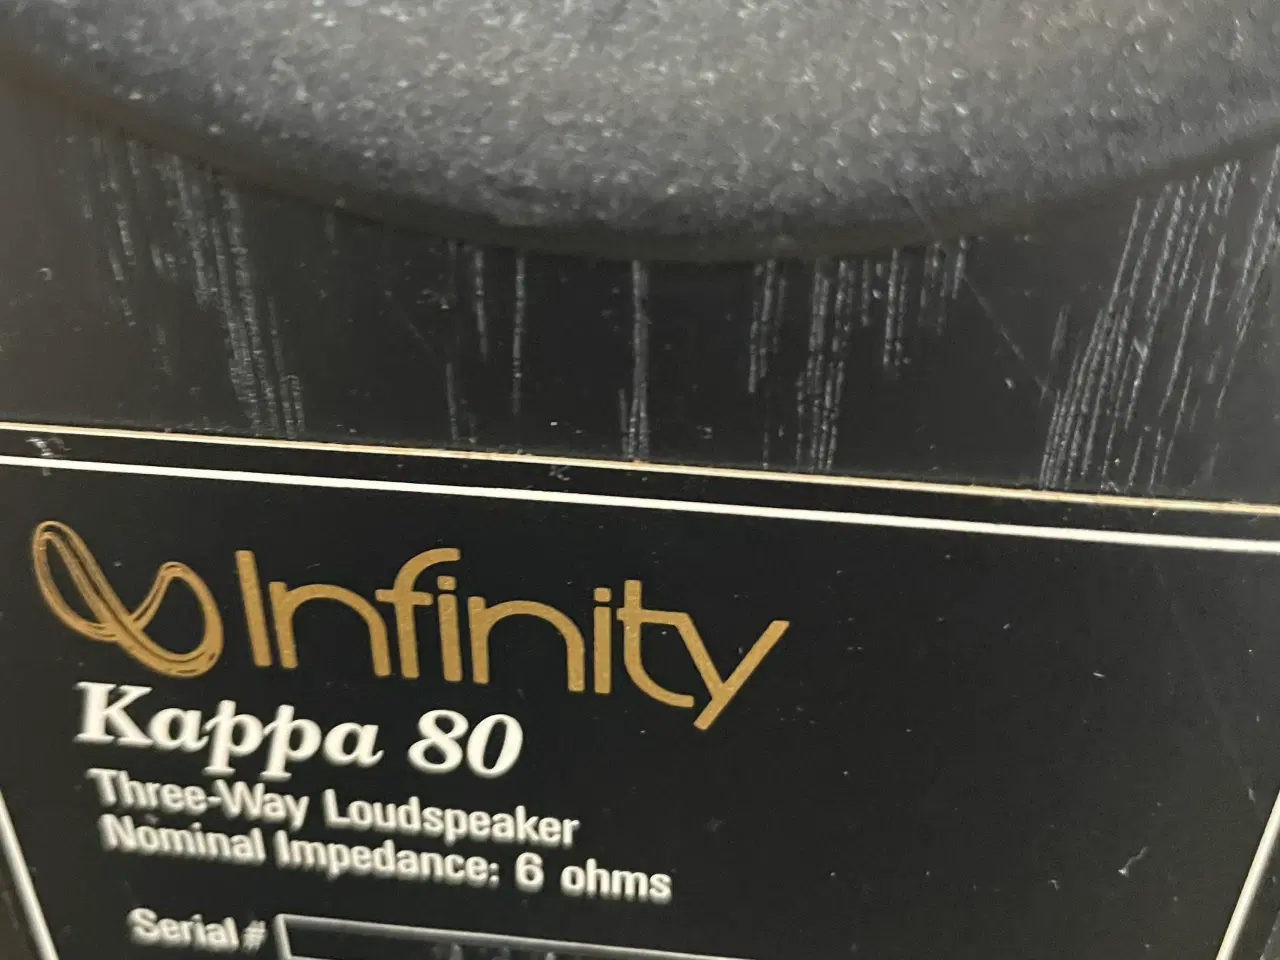 Infinity
Kappa 80
Three-Way Loudspeaker
Nominal Impedance: 6 ohms
Serial #